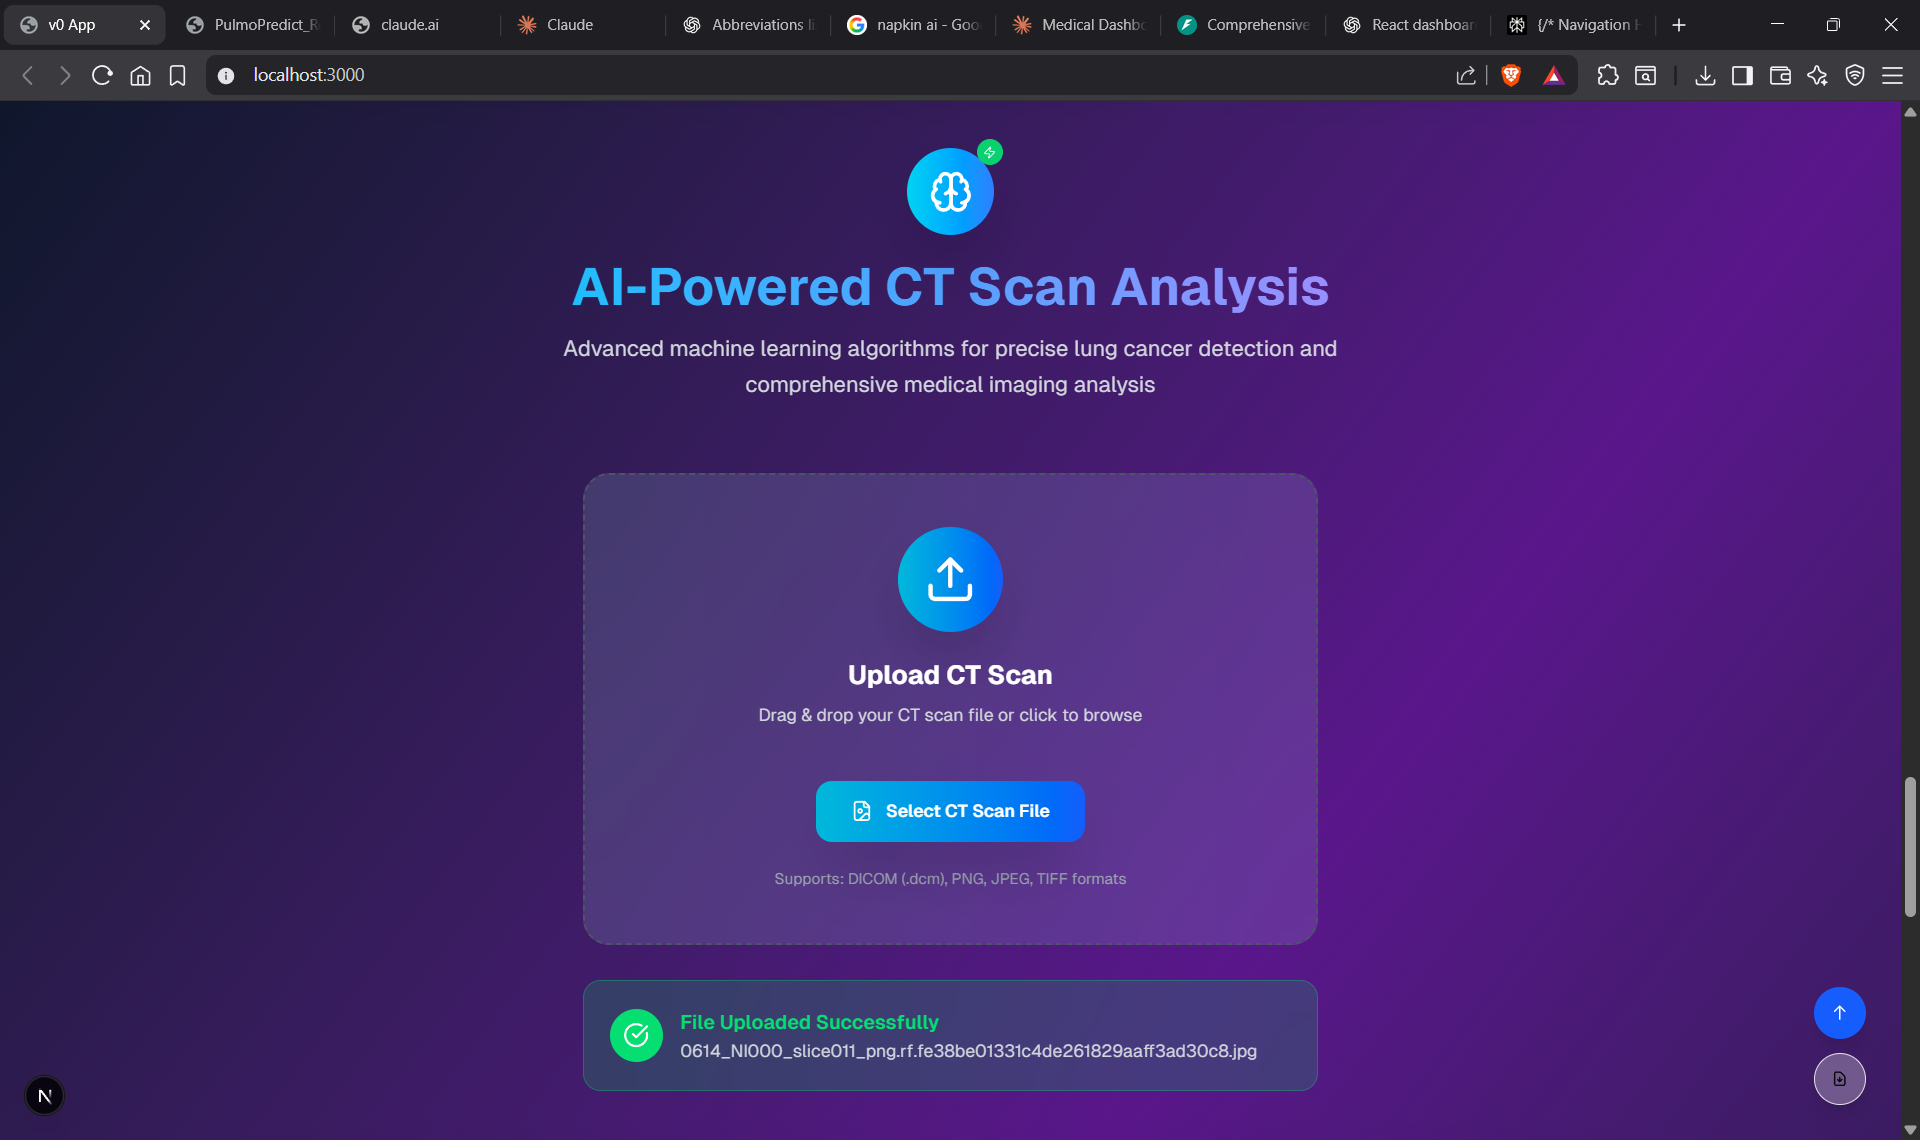 v0 App
PulmoPredict_R
claude.ai
Claude
Abbreviations li
napkin ai - Goo
Medical Dashbo
Comprehensive
React dashboar
{/* Navigation H
localhost:3000
AI-Powered CT Scan Analysis
Advanced machine learning algorithms for precise lung cancer detection and
comprehensive medical imaging analysis
Upload CT Scan
Drag & drop your CT scan file or click to browse
Select CT Scan File
Supports: DICOM (.dcm), PNG, JPEG, TIFF formats
File Uploaded Successfully
0614_NI000_slice011_png.rf.fe38be01331c4de261829aaff3ad30c8.jpg
N